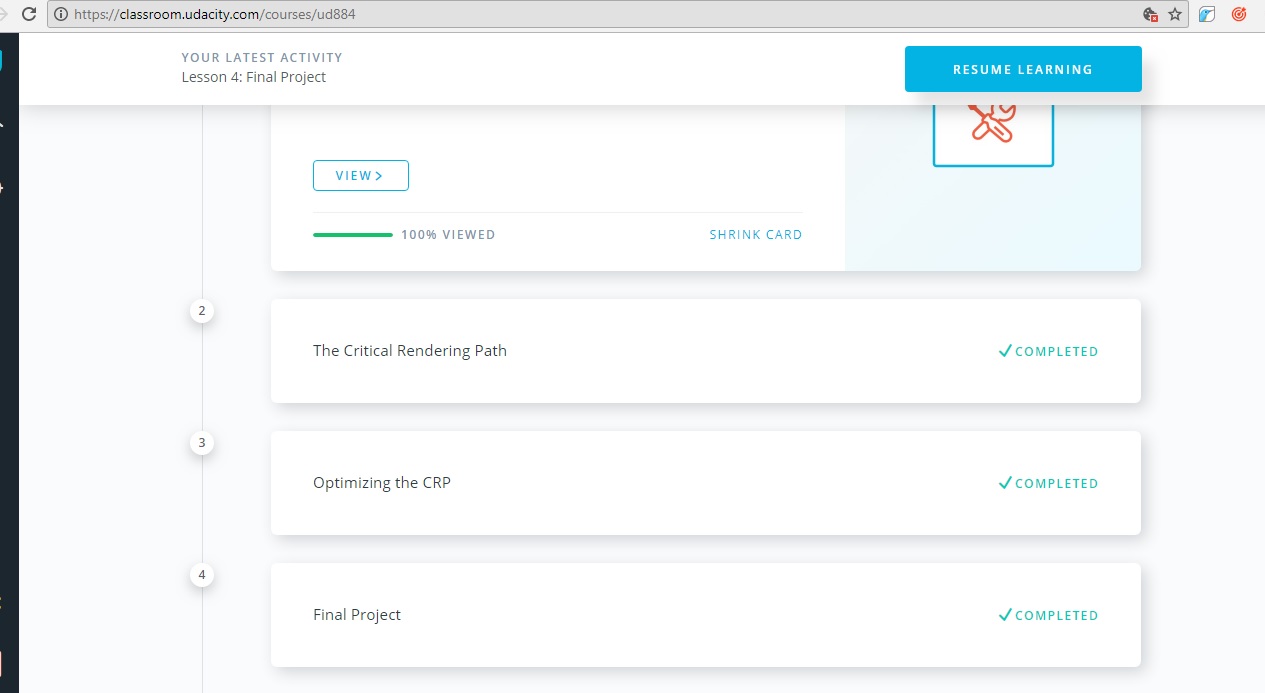 https://classroom.udacity.com/courses/ud884
YOUR LATEST ACTIVITY
Lesson 4: Final Project
RESUME LEARNING
VIEW >
100% VIEWED
SHRINK CARD
2
The Critical Rendering Path
COMPLETED
3
Optimizing the CRP
COMPLETED
4
Final Project
COMPLETED